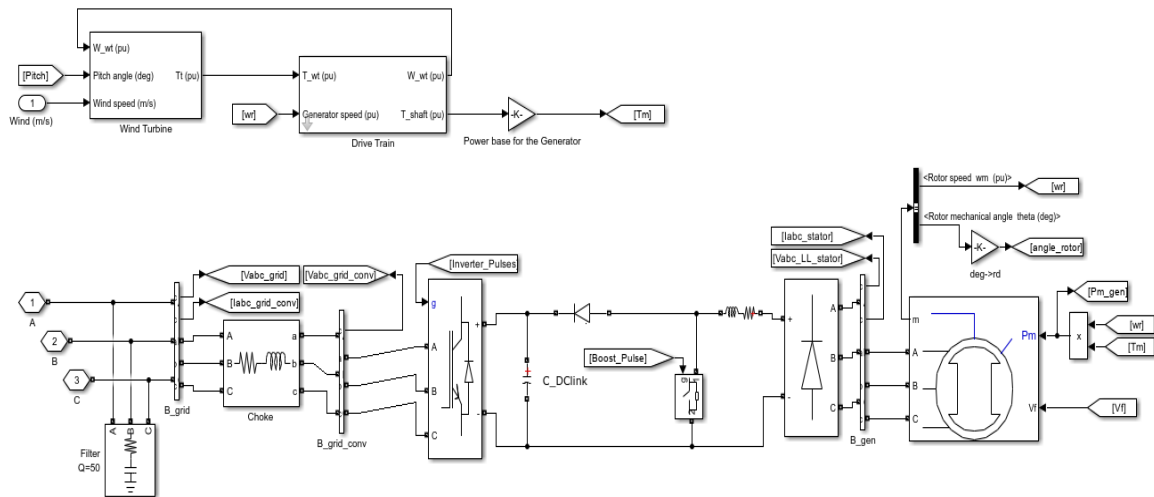 W_wt (pu)
[Pitch]
Pitch angle (deg)
Tt (pu)
1
Wind speed (m/s)
Wind (m/s)
Wind Turbine
T_wt (pu)
W_wt (pu)
[wr]
Generator speed (pu)
T_shaft (pu)
Drive Train
-K-
Power base for the Generator
[Tm]
<Rotor speed wm (pu)>
[wr]
<Rotor mechanical angle theta (deg)>
-K-
[angle_rotor]
deg->rd
[Iabc_stator]
[Vabc_LL_stator]
[Vabc_grid]
[Vabc_grid_conv]
[Inverter_Pulses]
[Iabc_grid_conv]
[Pm_gen]
1
A
2
B
3
C
B_grid
A
B
C
a
b
c
Choke
B_grid_conv
g
A
B
C
+
-
C_DClink
[Boost_Pulse]
g
1
2
+
-
A
B
C
B_gen
m
A
B
C
Pm
Vf
x
[wr]
[Tm]
[Vf]
A
B
C
Filter
Q=50